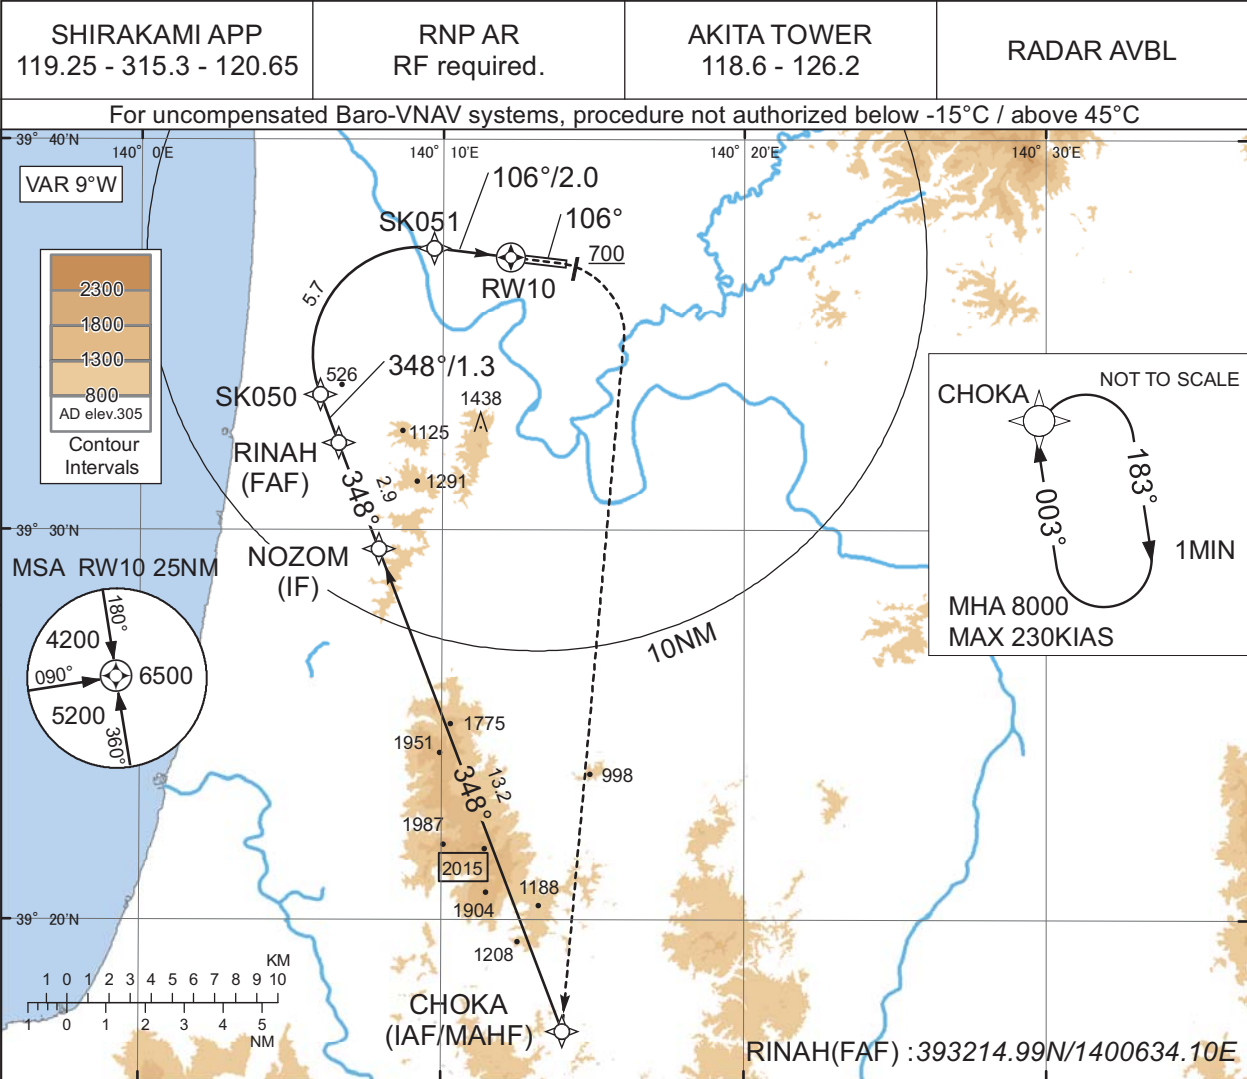 SHIRAKAMI APP
119.25 - 315.3 - 120.65
RNP AR
RF required.
AKITA TOWER
118.6 - 126.2
RADAR AVBL
For uncompensated Baro-VNAV systems, procedure not authorized below -15°C / above 45°C
39° 40'N
140° 0'E
140° 10'E
140° 20'E
140° 30'E
VAR 9°W
106°/2.0
SK051
106°
700
RW10
5.7
2300
1800
1300
800
AD elev.305
Contour
Intervals
526
348°/1.3
SK050
1438
1125
RINAH
(FAF)
1291
2.9
348°
CHOKA
NOT TO SCALE
183°
003°
1MIN
MHA 8000
MAX 230KIAS
39° 30'N
NOZOM
(IF)
MSA RW10 25NM
180°
4200
090°
6500
5200
360°
10NM
1775
1951
13.2
348°
998
1987
2015
1188
1904
39° 20'N
1208
KM
1 0 1 2 3 4 5 6 7 8 9 10
1 0 1 2 3 4 5
NM
CHOKA
(IAF/MAHF)
RINAH(FAF) :393214.99N/1400634.10E